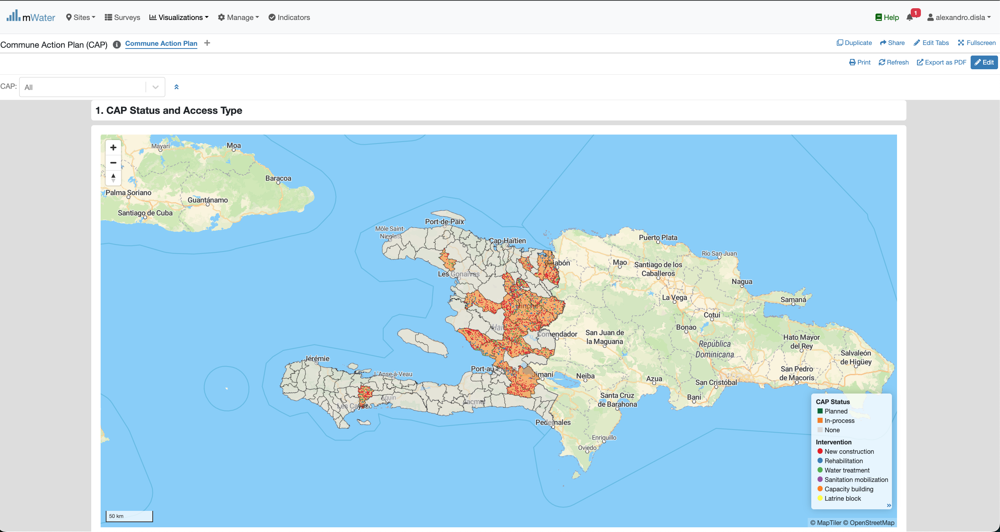 mWater Sites Surveys Visualizations Manage Indicators Help 1 alexandro.disla
Commune Action Plan (CAP) Commune Action Plan Duplicate Share Edit Tabs Fullscreen
Print Refresh Export as PDF Edit
CAP: All
1. CAP Status and Access Type
Mayarí
Moa
Baracoa
Palma Soriano
Guantánamo
Santiago de Cuba
Port-de-Paix
Môle Saint-
Nicolas
Cap-Haïtien
Puerto Plata
Río San Juan
Dajabón
Mao
Santiago de los
Caballeros
Les Gonaïves
Nagua
La Vega
Samaná
Hinche
Cotuí
Haïti
Bonao
Comendador
San Juan de
la Maguana
Hato Mayor
del Rey
República
Dominicana
Salvaleón
de Higüey
Jérémie
L'Anse-à-Veau
Port-au-Prince
Jimaní
Neiba
Azua
San Pedro
de Macorís
San Cristóbal
Aquin
Les Cayes
Jacmel
Santa Cruz
de Barahona
Baní
Pedernales
Enriquillo
Oviedo
CAP Status
Planned
In-process
None
Intervention
New construction
Rehabilitation
Water treatment
Sanitation mobilization
Capacity building
Latrine block
50 km
© MapTiler © OpenStreetMap